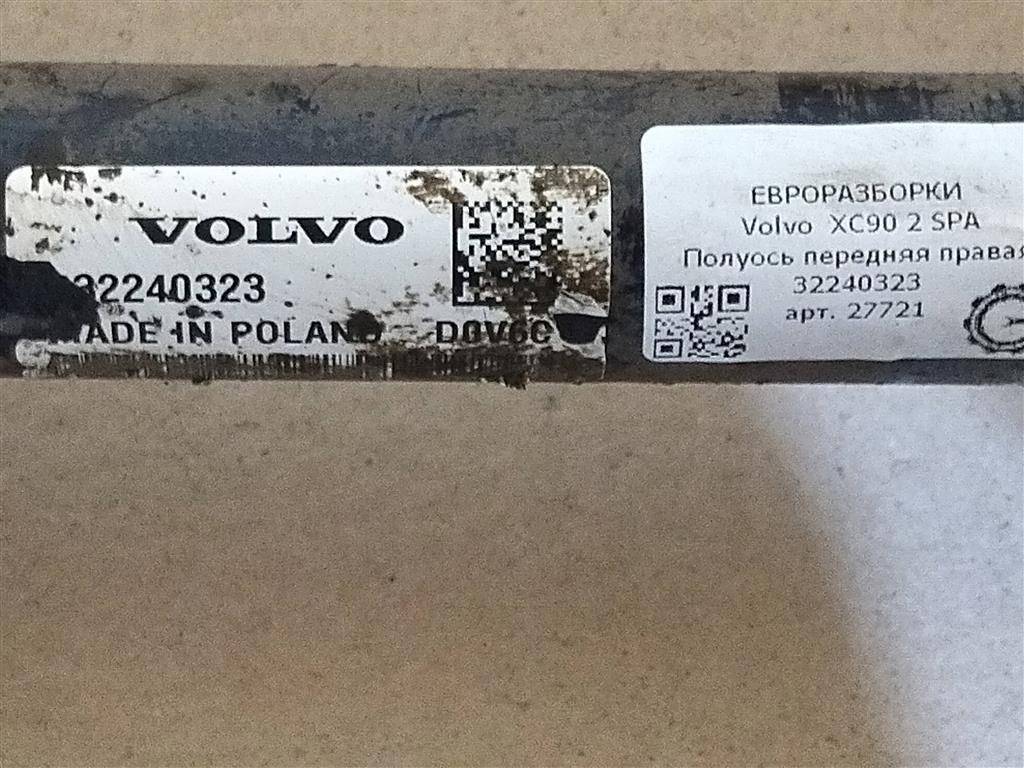 VOLVO
32240323
MADE IN POLAND D0V6C
ЕВРОРАЗБОРКИ
Volvo XC90 2 SPA
Полуось передняя правая
32240323
арт. 27721